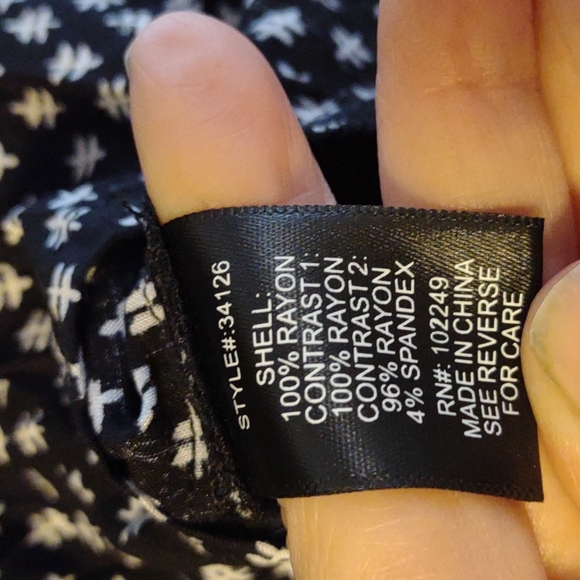 STYLE#:34126
SHELL:
100% RAYON
CONTRAST 1:
100% RAYON
CONTRAST 2:
96% RAYON
4% SPANDEX
RN#: 102249
MADE IN CHINA
SEE REVERSE
FOR CARE